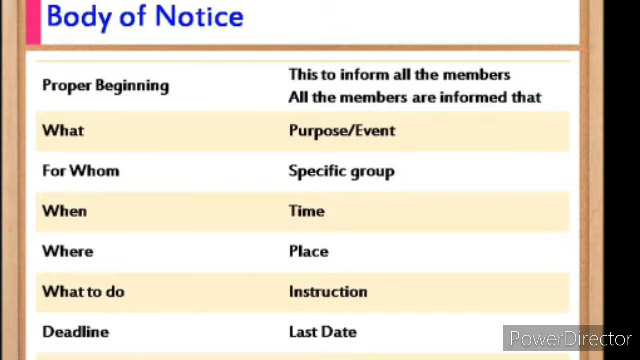 Body of Notice
Proper Beginning
This to inform all the members
All the members are informed that
What Purpose/Event
For Whom Specific group
When Time
Where Place
What to do Instruction
Deadline Last Date
PowerDirector